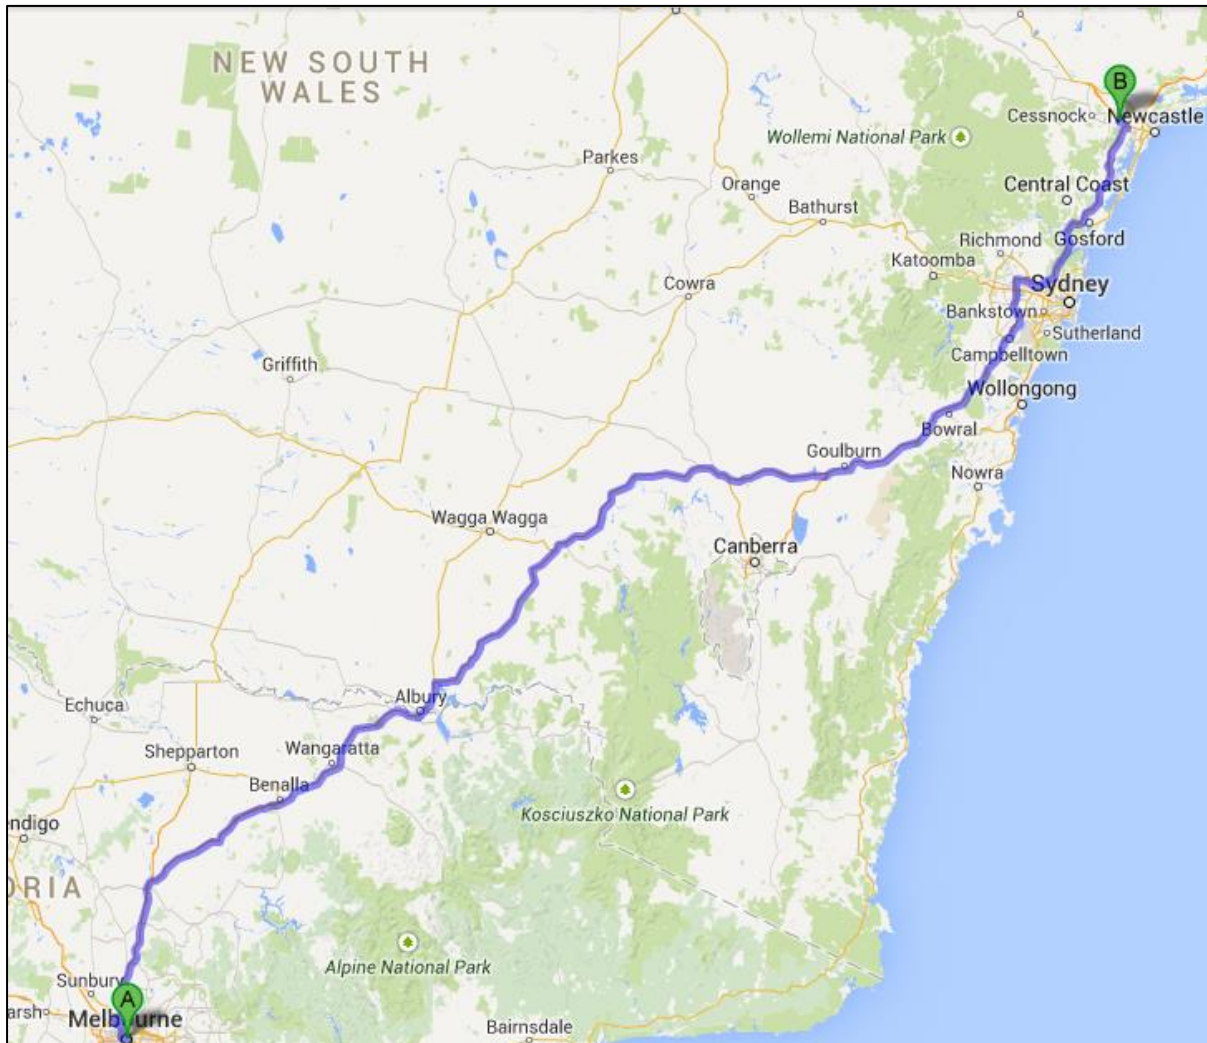 NEW SOUTH
WALES
B
Cessnock
Newcastle
Wollemi National Park
Parkes
Orange
Central Coast
Bathurst
Gosford
Richmond
Katoomba
Sydney
Cowra
Bankstown
Sutherland
Campbelltown
Griffith
Wollongong
Bowral
Goulburn
Nowra
Wagga Wagga
Canberra
Albury
Echuca
Shepparton
Wangaratta
Benalla
Kosciuszko National Park
endigo
ORIA
Alpine National Park
Sunbury
A
arsh
Melbourne
Bairnsdale